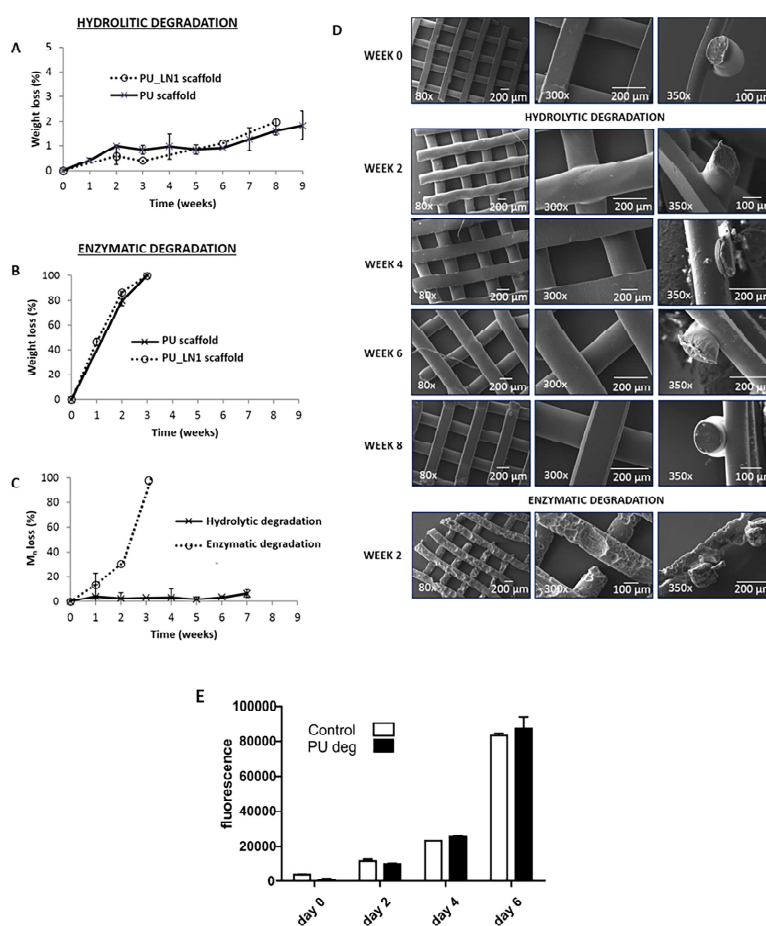 HYDROLITIC DEGRADATION
A
Weight loss (%)
5
4
3
2
1
0
PU_LN1 scaffold
PU scaffold
0 1 2 3 4 5 6 7 8 9
Time (weeks)
ENZYMATIC DEGRADATION
B
Weight loss (%)
100
80
60
40
20
0
PU scaffold
PU_LN1 scaffold
0 1 2 3 4 5 6 7 8 9
Time (weeks)
C
Mn loss (%)
100
80
60
40
20
0
Hydrolytic degradation
Enzymatic degradation
0 1 2 3 4 5 6 7 8 9
Time (weeks)
D
WEEK 0
80x 200 µm
300x 200 µm
350x 100 µm
HYDROLYTIC DEGRADATION
WEEK 2
80x 200 µm
300x 200 µm
350x 100 µm
WEEK 4
80x 200 µm
300x 200 µm
350x 200 µm
WEEK 6
80x 200 µm
300x 200 µm
350x 200 µm
WEEK 8
80x 200 µm
300x 200 µm
350x 100 µm
ENZYMATIC DEGRADATION
WEEK 2
80x 200 µm
300x 100 µm
350x 200 µm
E
fluorescence
100000
80000
60000
40000
20000
0
Control
PU deg
day 0
day 2
day 4
day 6